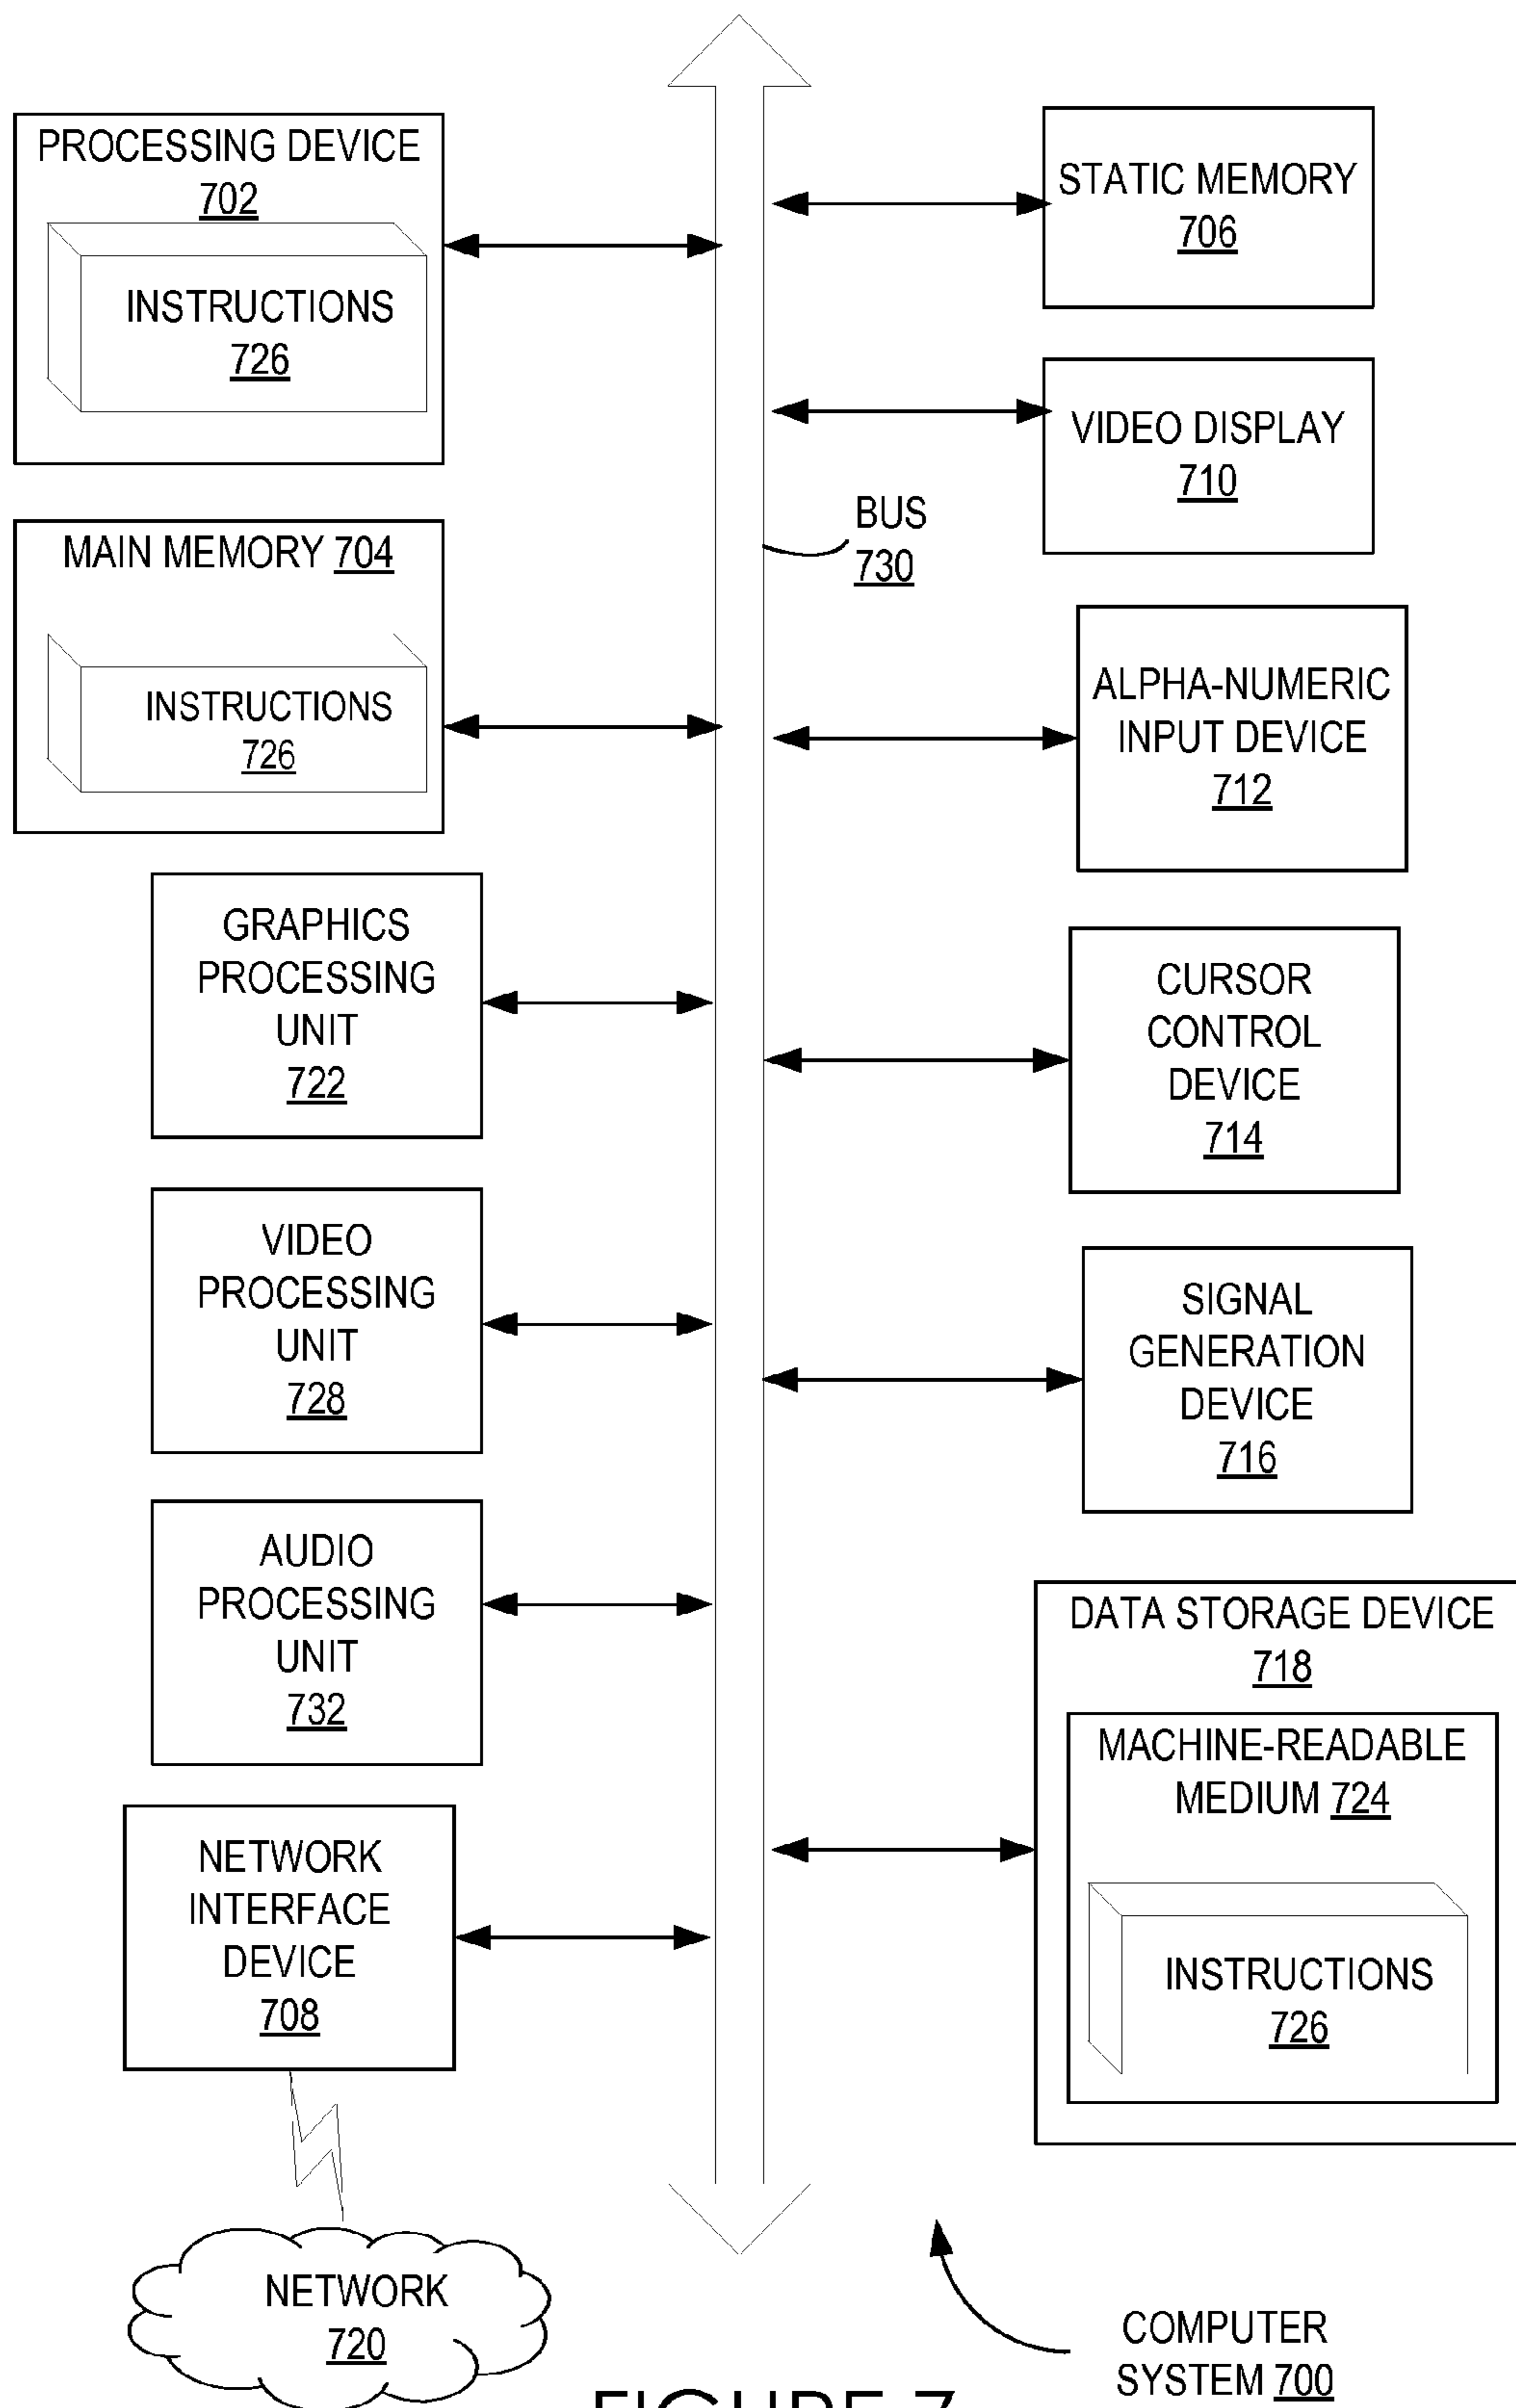 PROCESSING DEVICE
702
INSTRUCTIONS
726
MAIN MEMORY 704
INSTRUCTIONS
726
GRAPHICS
PROCESSING
UNIT
722
VIDEO
PROCESSING
UNIT
728
AUDIO
PROCESSING
UNIT
732
NETWORK
INTERFACE
DEVICE
708
NETWORK
720
BUS
730
STATIC MEMORY
706
VIDEO DISPLAY
710
ALPHA-NUMERIC
INPUT DEVICE
712
CURSOR
CONTROL
DEVICE
714
SIGNAL
GENERATION
DEVICE
716
DATA STORAGE DEVICE
718
MACHINE-READABLE
MEDIUM 724
INSTRUCTIONS
726
COMPUTER
SYSTEM 700
FIGURE 7